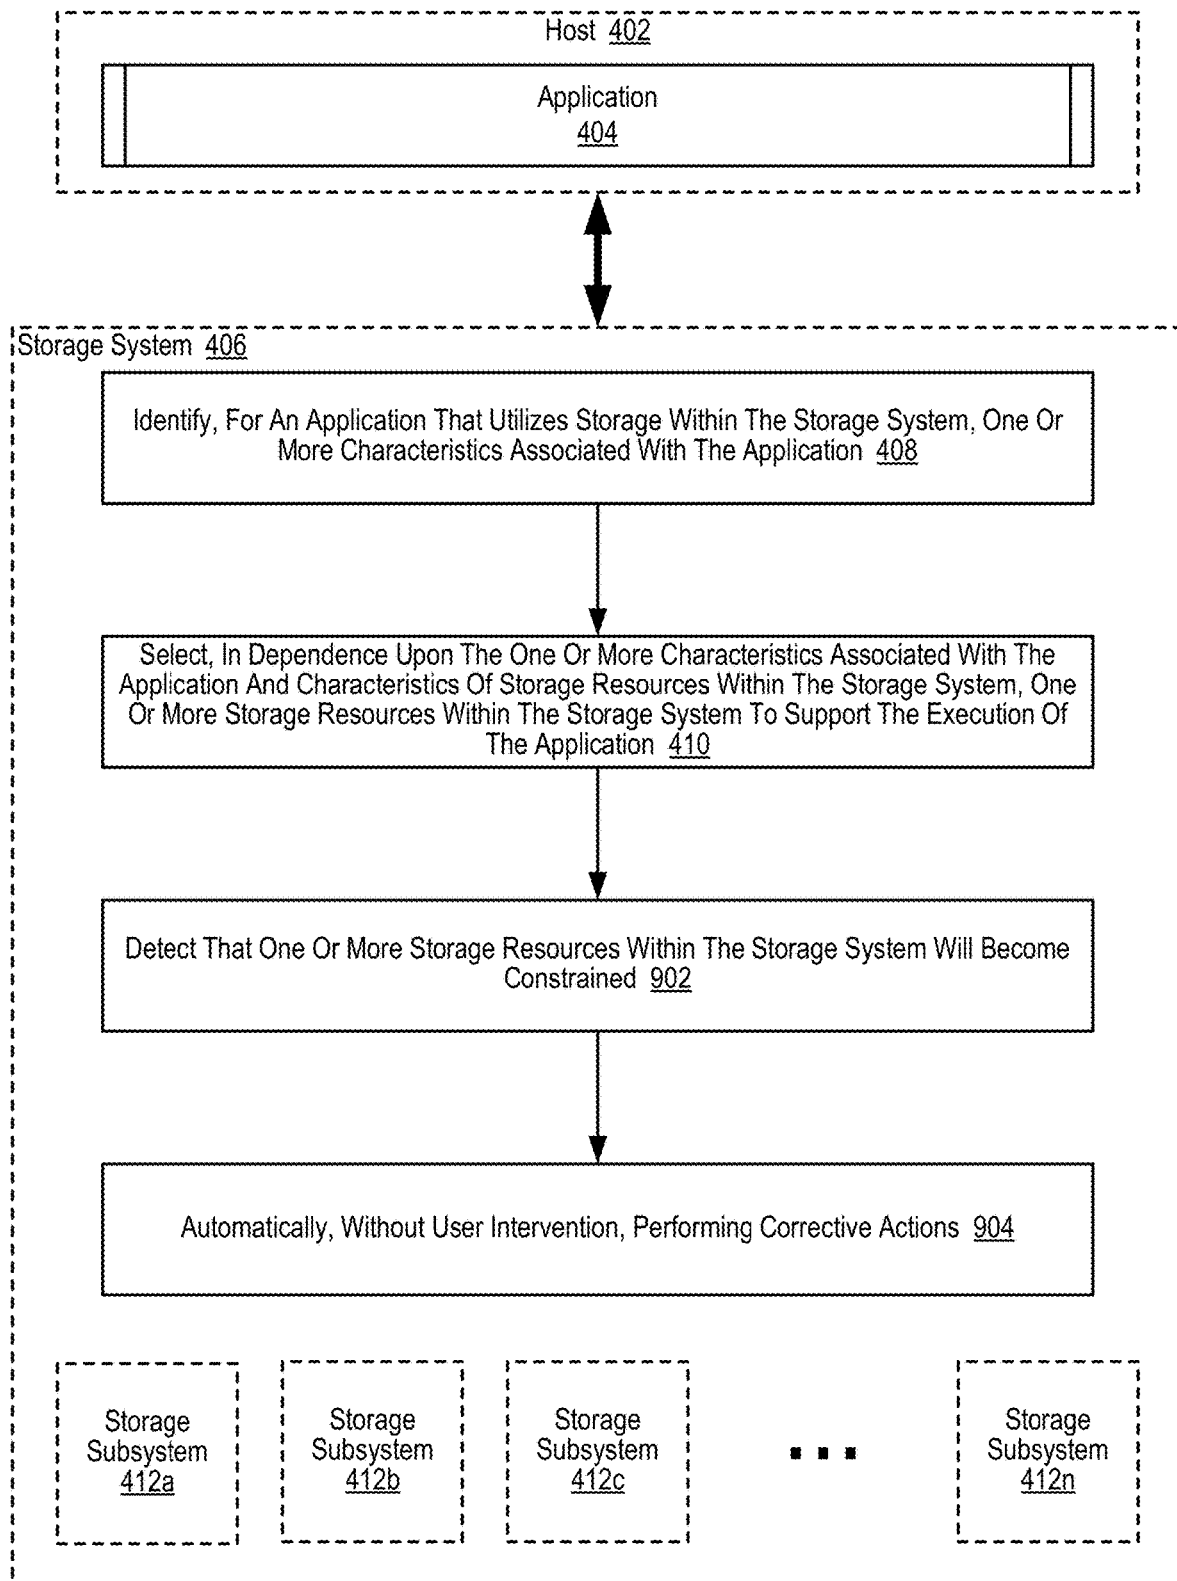 Host 402
Application
404
Storage System 406
Identify, For An Application That Utilizes Storage Within The Storage System, One Or
More Characteristics Associated With The Application 408
Select, In Dependence Upon The One Or More Characteristics Associated With The
Application And Characteristics Of Storage Resources Within The Storage System, One
Or More Storage Resources Within The Storage System To Support The Execution Of
The Application 410
Detect That One Or More Storage Resources Within The Storage System Will Become
Constrained 902
Automatically, Without User Intervention, Performing Corrective Actions 904
Storage
Subsystem
412a
Storage
Subsystem
412b
Storage
Subsystem
412c
...
Storage
Subsystem
412n